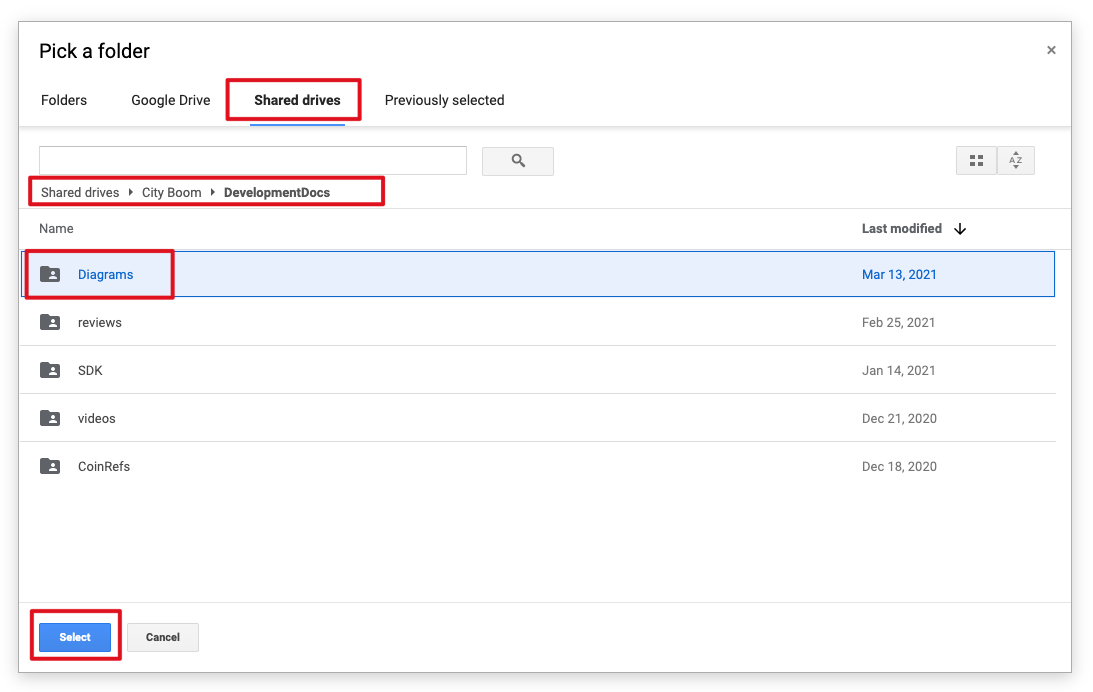 Pick a folder ×
Folders Google Drive Shared drives Previously selected
AZ
Shared drives City Boom DevelopmentDocs
Name Last modified
Diagrams Mar 13, 2021
reviews Feb 25, 2021
SDK Jan 14, 2021
videos Dec 21, 2020
CoinRefs Dec 18, 2020
Select Cancel